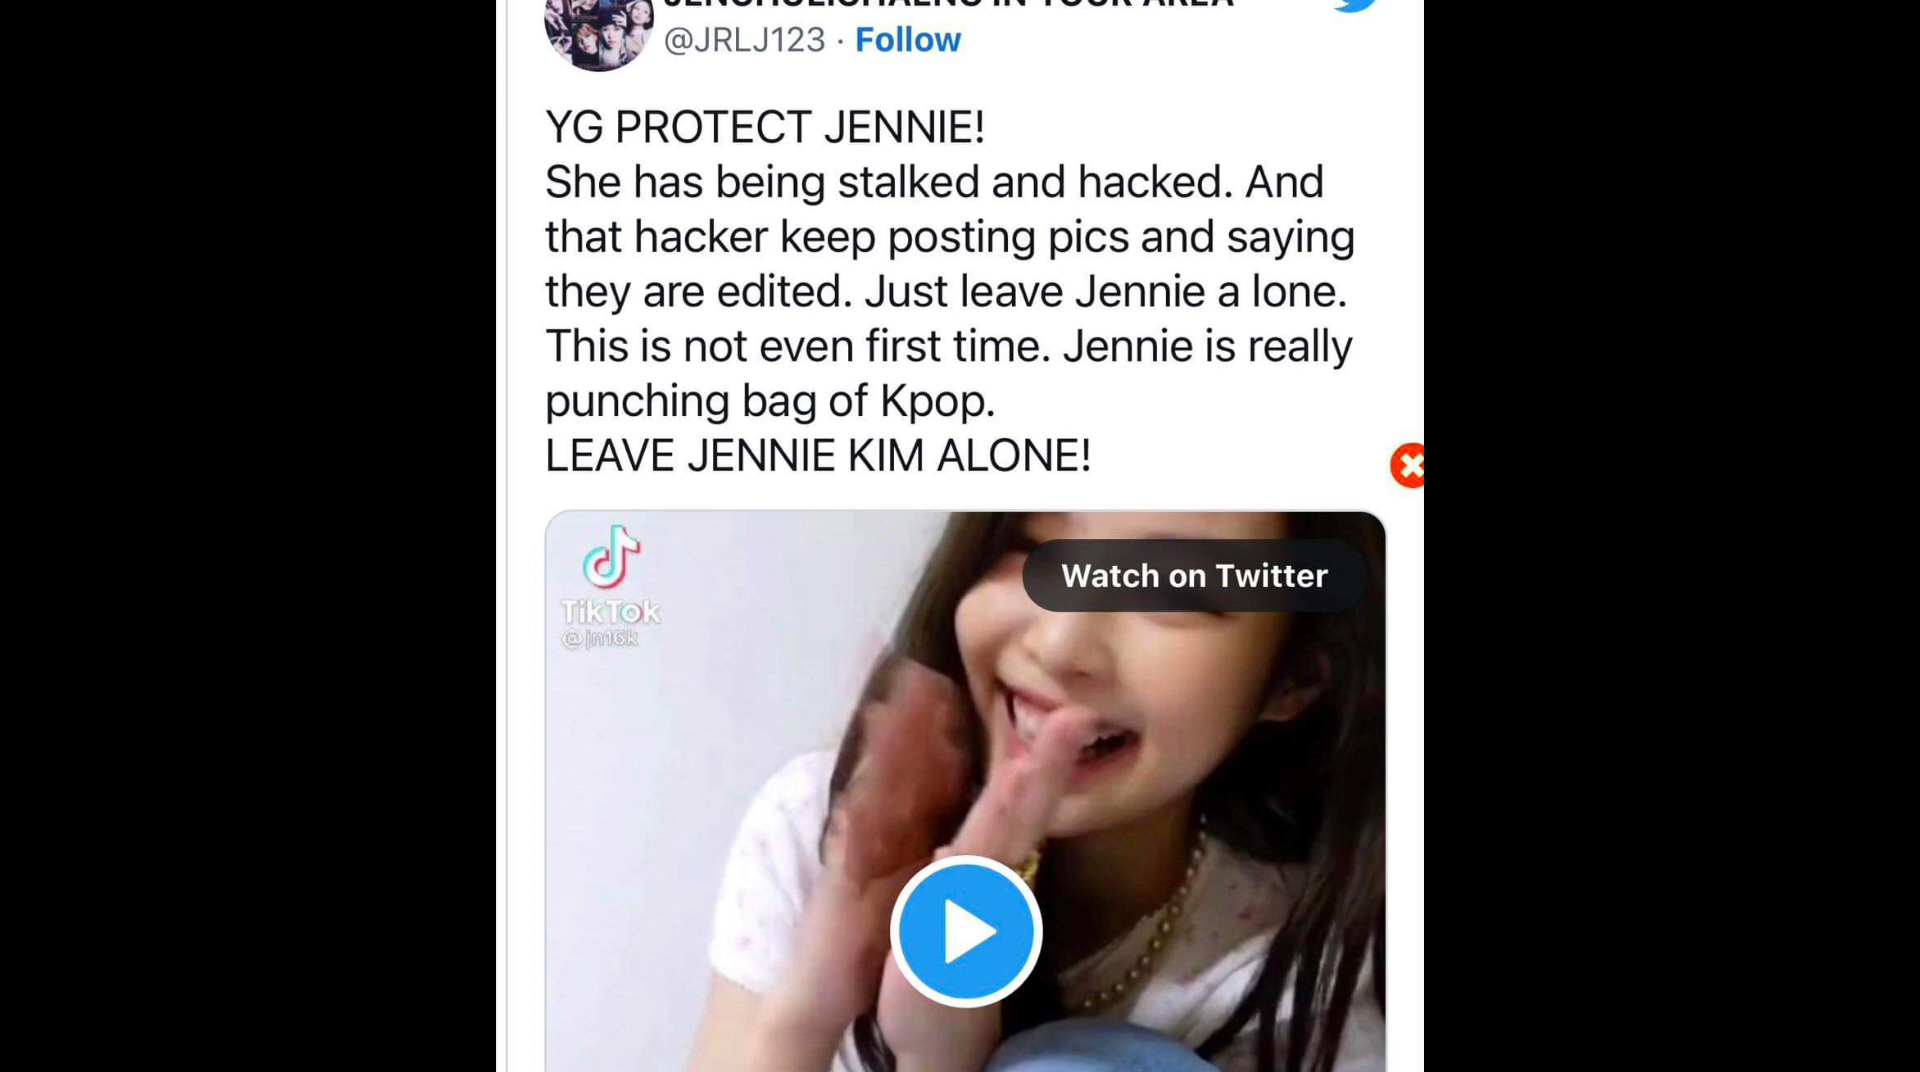 @JRLJ123 · Follow
YG PROTECT JENNIE!
She has being stalked and hacked. And
that hacker keep posting pics and saying
they are edited. Just leave Jennie a lone.
This is not even first time. Jennie is really
punching bag of Kpop.
LEAVE JENNIE KIM ALONE!
Watch on Twitter
TikTok
@jn16k